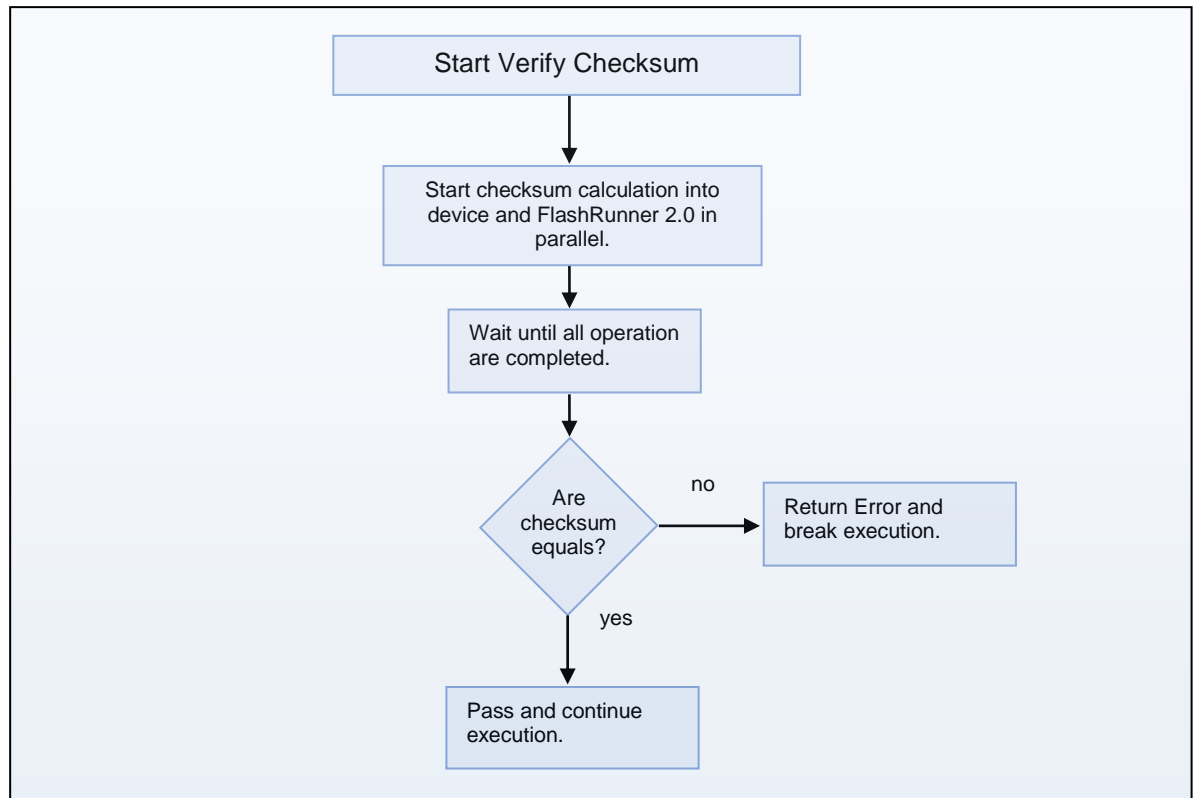 Start Verify Checksum
Start checksum calculation into
device and FlashRunner 2.0 in
parallel.
Wait until all operation
are completed.
Are
checksum
equals?
no
Return Error and
break execution.
yes
Pass and continue
execution.